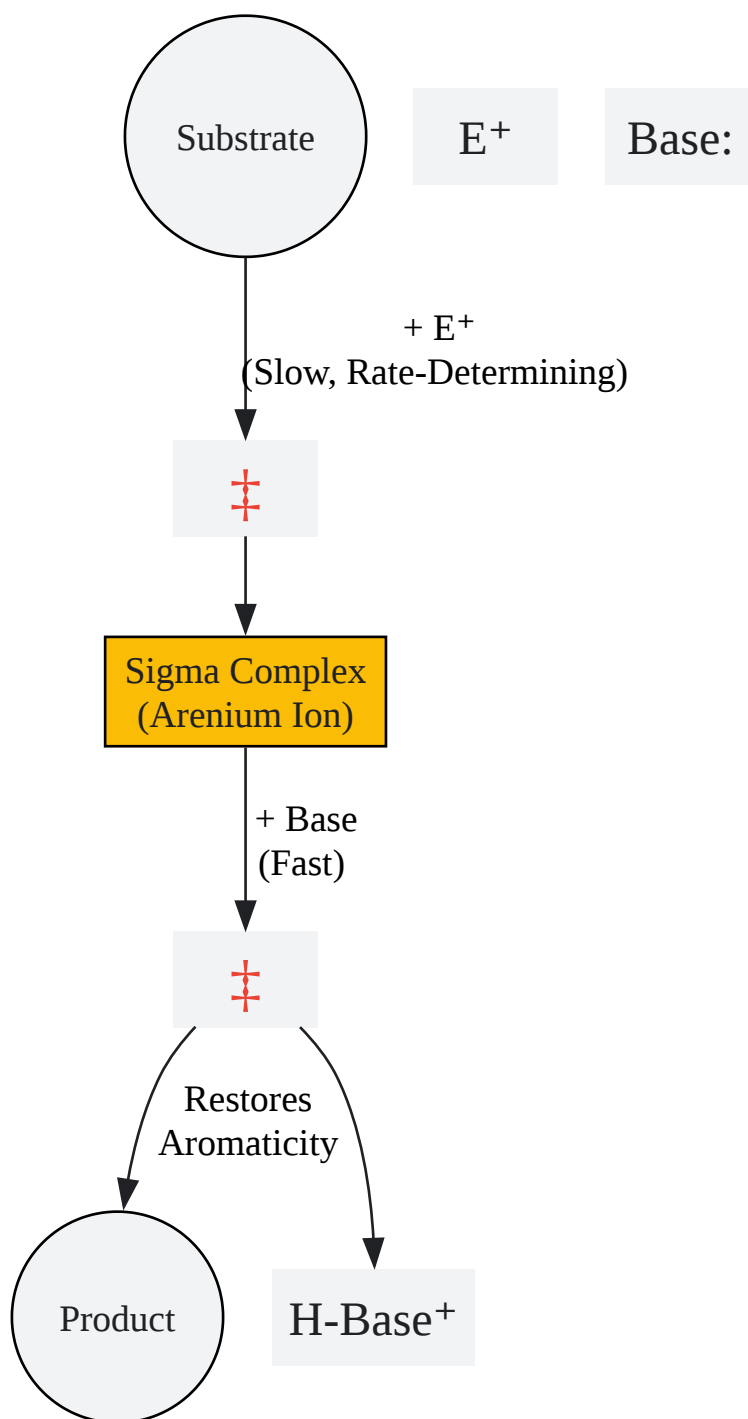 Substrate
E⁺
Base:
+ E⁺
(Slow, Rate-Determining)
‡
Sigma Complex
(Arenium Ion)
+ Base
(Fast)
‡
Restores
Aromaticity
Product
H-Base⁺